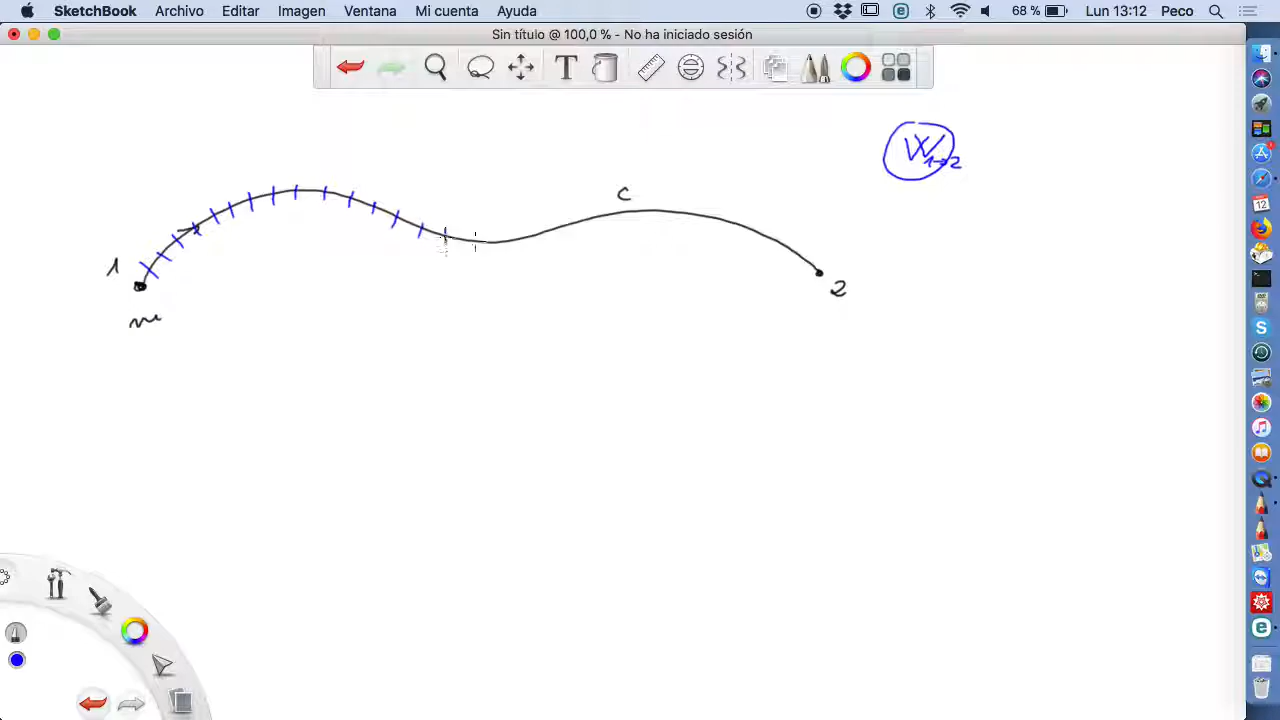 SketchBook Archivo Editar Imagen Ventana Mi cuenta Ayuda 68 % Lun 13:12 Peco
Sin título @ 100,0 % - No ha iniciado sesión
T
W1→2
C
1
2
m
12
S